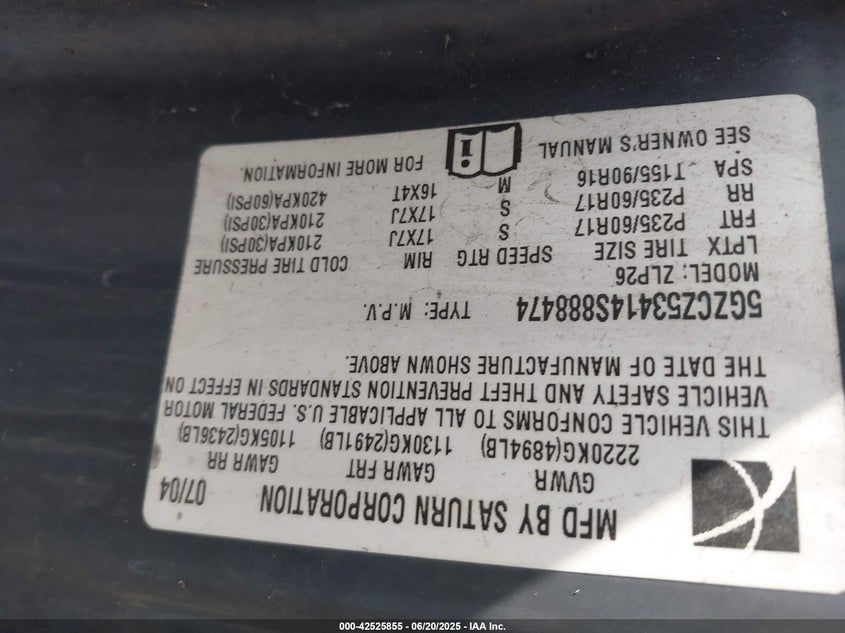 MFD BY SATURN CORPORATION 07/04
GVWR GAWR FRT GAWR RR
2220KG(4894LB) 1130KG(2491LB) 1105KG(2436LB)
THIS VEHICLE CONFORMS TO ALL APPLICABLE U.S. FEDERAL MOTOR
VEHICLE SAFETY AND THEFT PREVENTION STANDARDS IN EFFECT ON
THE DATE OF MANUFACTURE SHOWN ABOVE.
5GZCZ53414S888474 TYPE: M.P.V.
MODEL: ZLP26
LPTX TIRE SIZE SPEED RTG RIM COLD TIRE PRESSURE
FRT P235/60R17 S 17X7J 210KPA(30PSI)
RR P235/60R17 S 17X7J 210KPA(30PSI)
SPA T155/90R16 M 16X4T 420KPA(60PSI)
SEE OWNER'S MANUAL i FOR MORE INFORMATION.
000-42525855 - 06/20/2025 - IAA Inc.